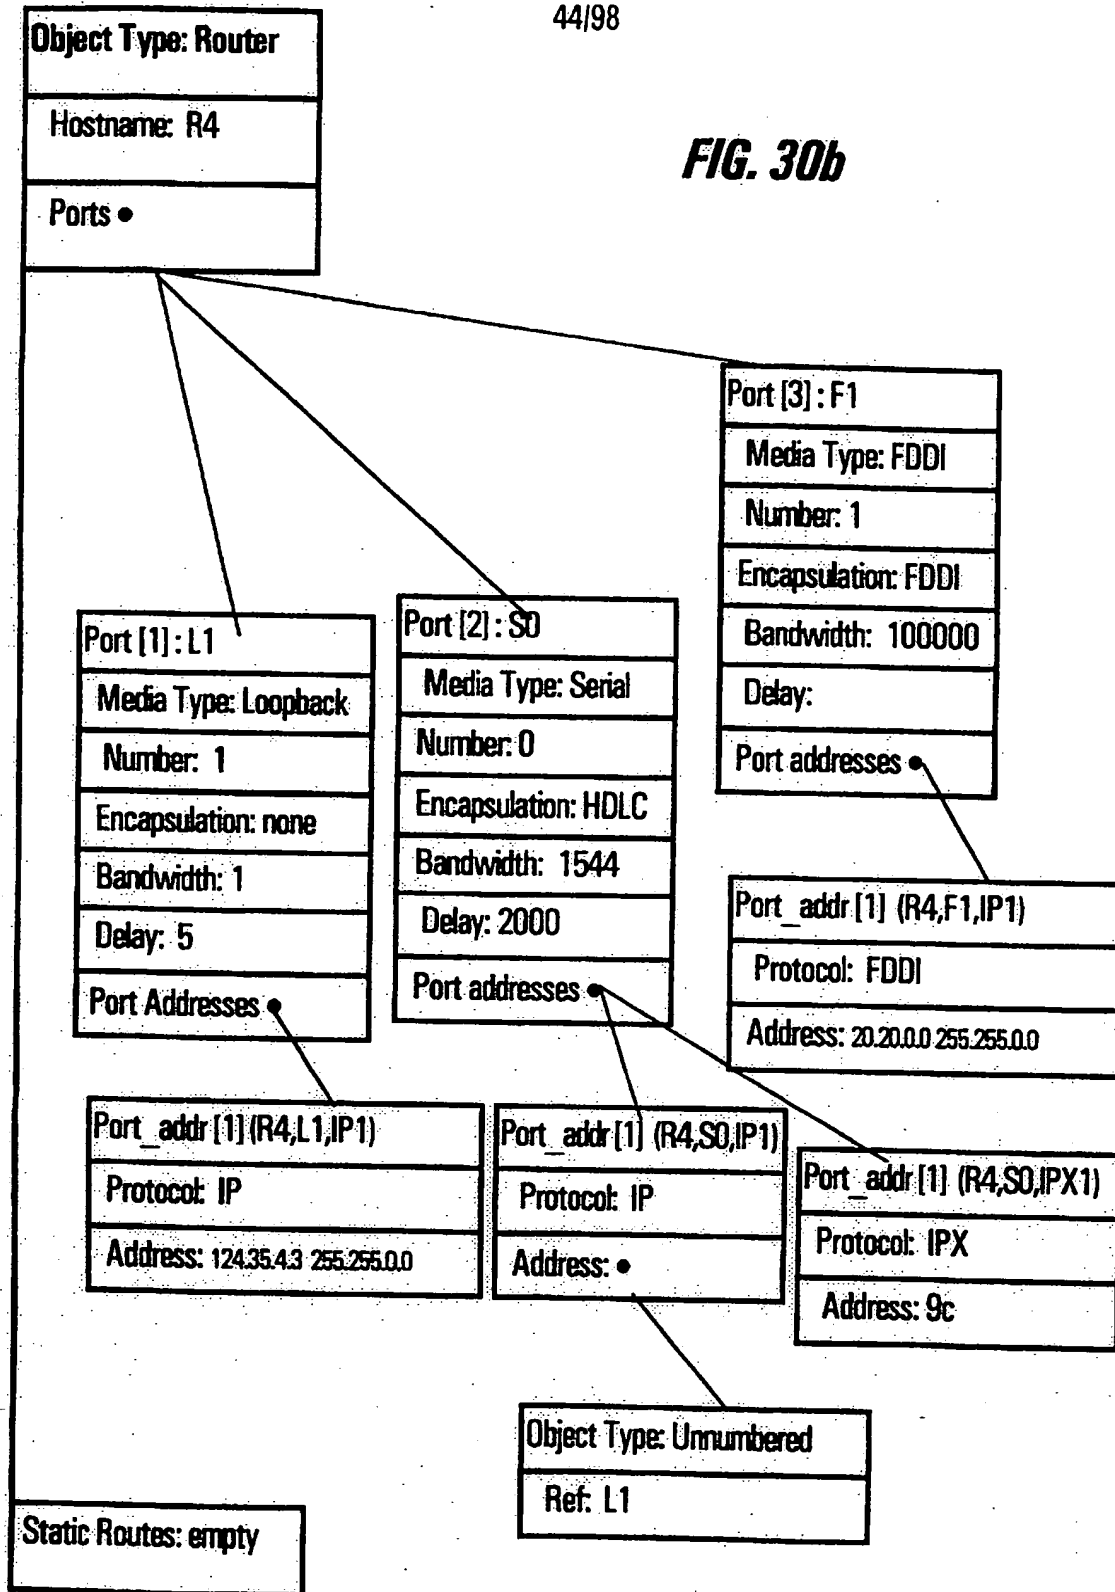 44/98
Object Type: Router
Hostname: R4
Ports
FIG. 30b
Port [3] : F1
Media Type: FDDI
Number: 1
Encapsulation: FDDI
Bandwidth: 100000
Delay:
Port addresses
Port [1] : L1
Media Type: Loopback
Number: 1
Encapsulation: none
Bandwidth: 1
Delay: 5
Port Addresses
Port [2] : S0
Media Type: Serial
Number: 0
Encapsulation: HDLC
Bandwidth: 1544
Delay: 2000
Port addresses
Port_addr [1] (R4,F1,IP1)
Protocol: FDDI
Address: 20.20.0.0 255.255.0.0
Port_addr [1] (R4,L1,IP1)
Protocol: IP
Address: 124.35.4.3 255.255.0.0
Port_addr [1] (R4,S0,IP1)
Protocol: IP
Address:
Port_addr [1] (R4,S0,IPX1)
Protocol: IPX
Address: 9c
Object Type: Unnumbered
Ref: L1
Static Routes: empty